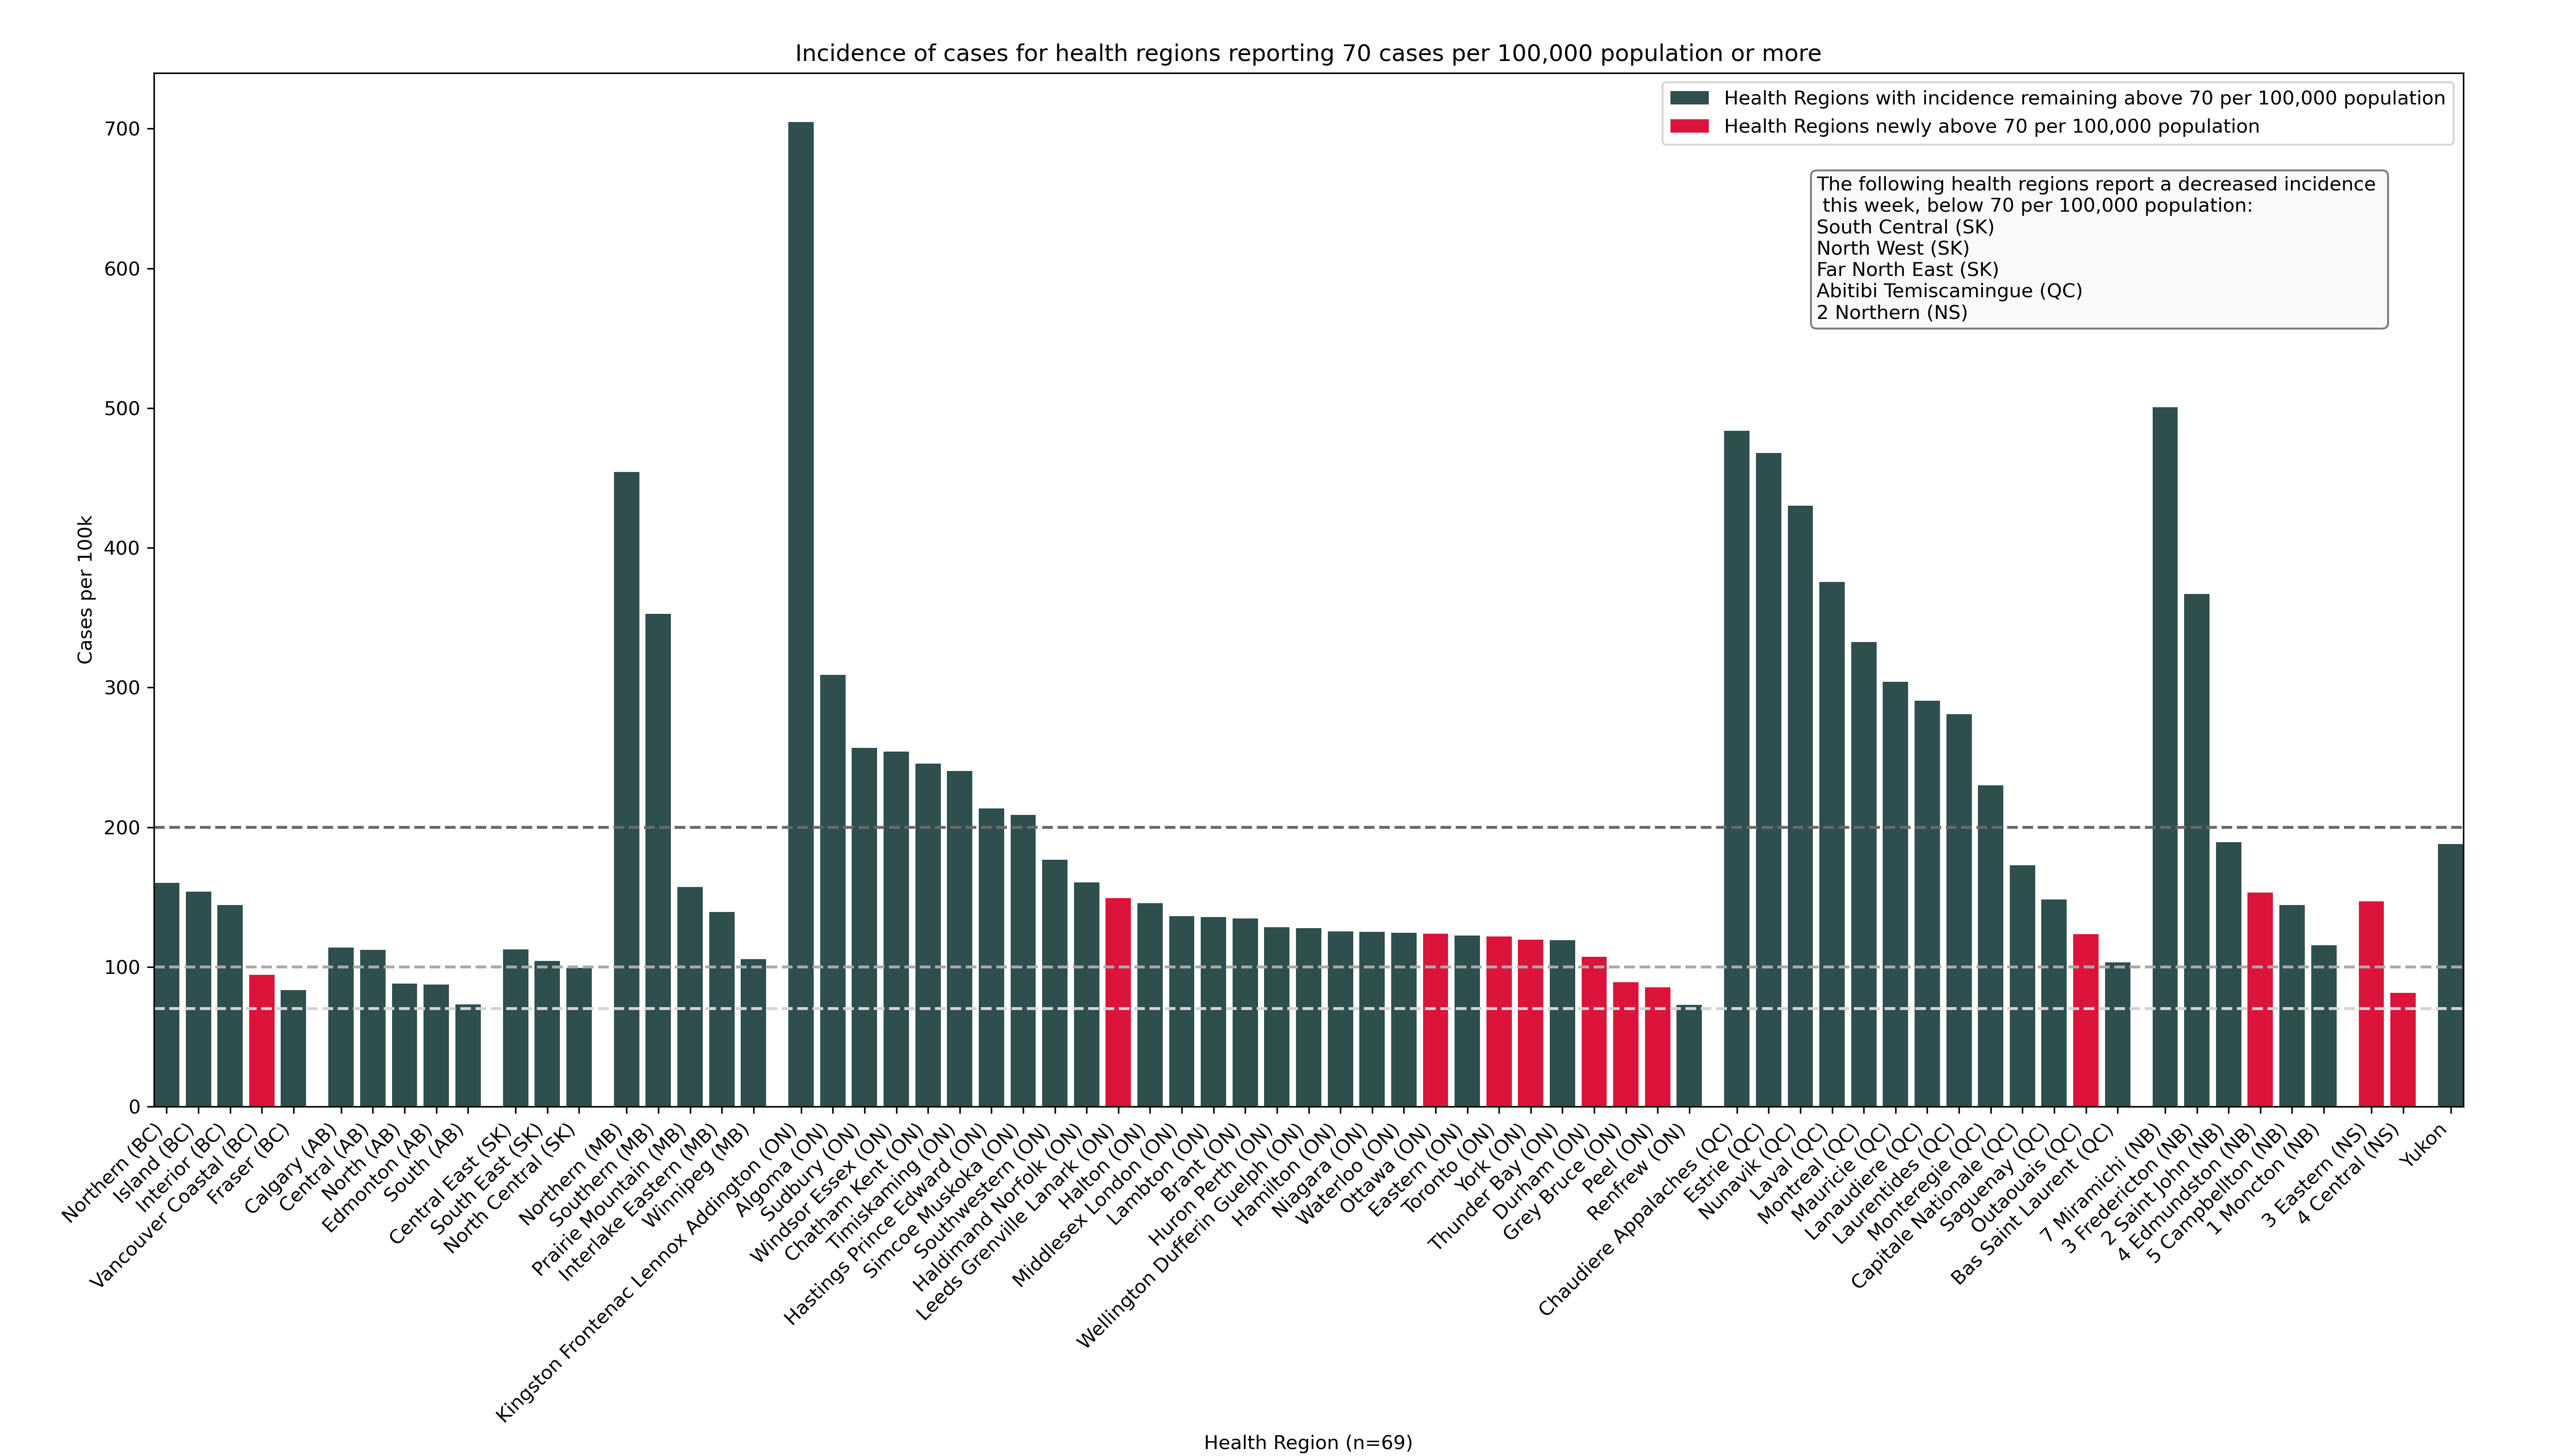 Incidence of cases for health regions reporting 70 cases per 100,000 population or more
Health Regions with incidence remaining above 70 per 100,000 population
Health Regions newly above 70 per 100,000 population
The following health regions report a decreased incidence
this week, below 70 per 100,000 population:
South Central (SK)
North West (SK)
Far North East (SK)
Abitibi Temiscamingue (QC)
2 Northern (NS)
Cases per 100k
700
600
500
400
300
200
100
0
Northern (BC)
Island (BC)
Interior (BC)
Vancouver Coastal (BC)
Fraser (BC)
Calgary (AB)
Central (AB)
North (AB)
Edmonton (AB)
South (AB)
Central East (SK)
South East (SK)
North Central (SK)
Northern (MB)
Southern (MB)
Prairie Mountain (MB)
Interlake Eastern (MB)
Winnipeg (MB)
Kingston Frontenac Lennox Addington (ON)
Algoma (ON)
Sudbury (ON)
Windsor Essex (ON)
Chatham Kent (ON)
Timiskaming (ON)
Hastings Prince Edward (ON)
Simcoe Muskoka (ON)
Southwestern (ON)
Haldimand Norfolk (ON)
Leeds Grenville Lanark (ON)
Halton (ON)
Middlesex London (ON)
Lambton (ON)
Brant (ON)
Huron Perth (ON)
Wellington Dufferin Guelph (ON)
Hamilton (ON)
Niagara (ON)
Waterloo (ON)
Ottawa (ON)
Eastern (ON)
Toronto (ON)
York (ON)
Thunder Bay (ON)
Durham (ON)
Grey Bruce (ON)
Peel (ON)
Renfrew (ON)
Chaudiere Appalaches (QC)
Estrie (QC)
Nunavik (QC)
Laval (QC)
Montreal (QC)
Mauricie (QC)
Lanaudiere (QC)
Laurentides (QC)
Monteregie (QC)
Capitale Nationale (QC)
Saguenay (QC)
Outaouais (QC)
Bas Saint Laurent (QC)
7 Miramichi (NB)
3 Fredericton (NB)
2 Saint John (NB)
4 Edmundston (NB)
5 Campbellton (NB)
1 Moncton (NB)
3 Eastern (NS)
4 Central (NS)
Yukon
Health Region (n=69)